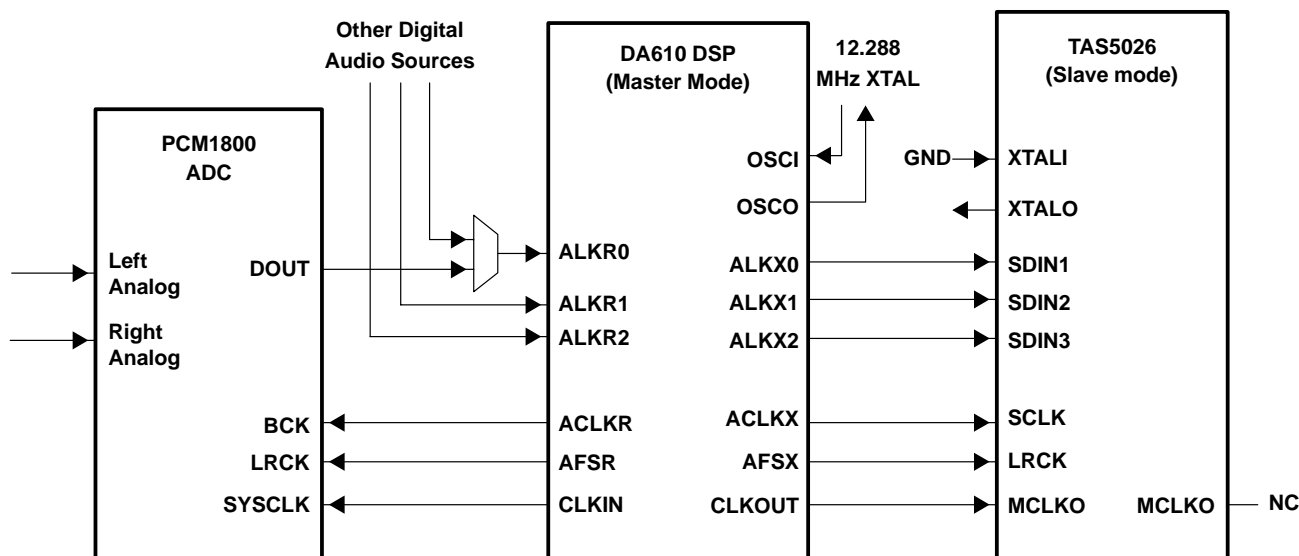 Other Digital
Audio Sources
PCM1800
ADC
Left
Analog
Right
Analog
DOUT
BCK
LRCK
SYSCLK
DA610 DSP
(Master Mode)
ALKR0
ALKR1
ALKR2
ACLKR
AFSR
CLKIN
OSCI
OSCO
ALKX0
ALKX1
ALKX2
ACLKX
AFSX
CLKOUT
12.288
MHz XTAL
GND
TAS5026
(Slave mode)
XTALI
XTALO
SDIN1
SDIN2
SDIN3
SCLK
LRCK
MCLKO
MCLKO
NC